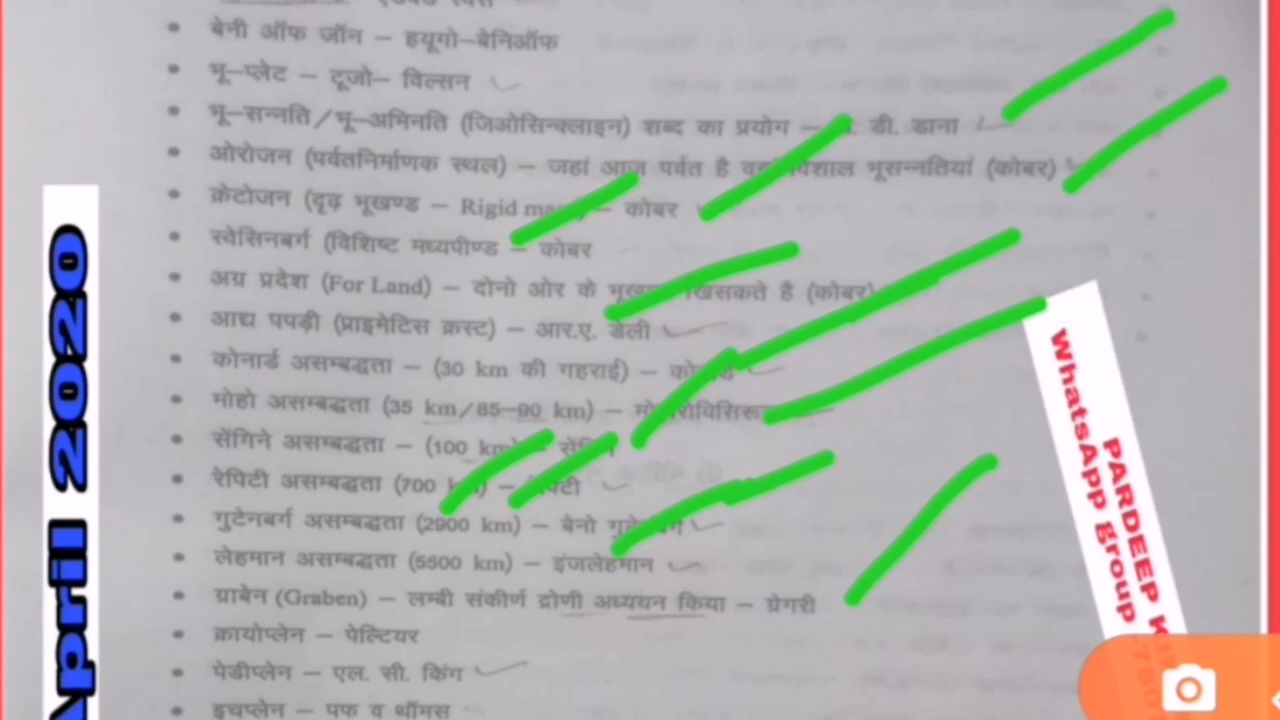 बेनी ऑफ जॉन – हयूगो–बेनिऑफ
भू–प्लेट – टूजो– विल्सन
भू–सन्नति/भू–अभिनति (जिओसिन्क्लाइन) शब्द का प्रयोग – डी. डाना
ओरोजन (पर्वतनिर्माणक स्थल) – जहां आज पर्वत है वहां विशाल भूसन्नतियां (कोबर)
क्रेटोजन (दृढ़ भूखण्ड – Rigid – कोबर
स्वेसिनबर्ग (विशिष्ट मध्यपीण्ड – कोबर
अग्र प्रदेश (For Land) – दोनो ओर के खिसकते है (कोबर)
आद्य पपड़ी (प्राइमेटिस क्रस्ट) – आर.ए. डेली
कोनार्ड असम्बद्धता – (30 km की गहराई) –
मोहो असम्बद्धता (35 km/85–90 km) –
सेंगिने असम्बद्धता – (100 km) –
रेपिटी असम्बद्धता (700 –
गुटेनबर्ग असम्बद्धता (2900 km) – बेनो
लेहमान असम्बद्धता (5500 km) – इंजलेहमान
ग्राबेन (Graben) – लम्बी संकीर्ण द्रोणी अध्ययन किया – ग्रेगरी
क्रायोप्लेन – पेल्टियर
पेडीप्लेन – एल. सी. किंग
इचप्लेन – पफ व थॉमस
April 2020
PARDEEP
WhatsApp group